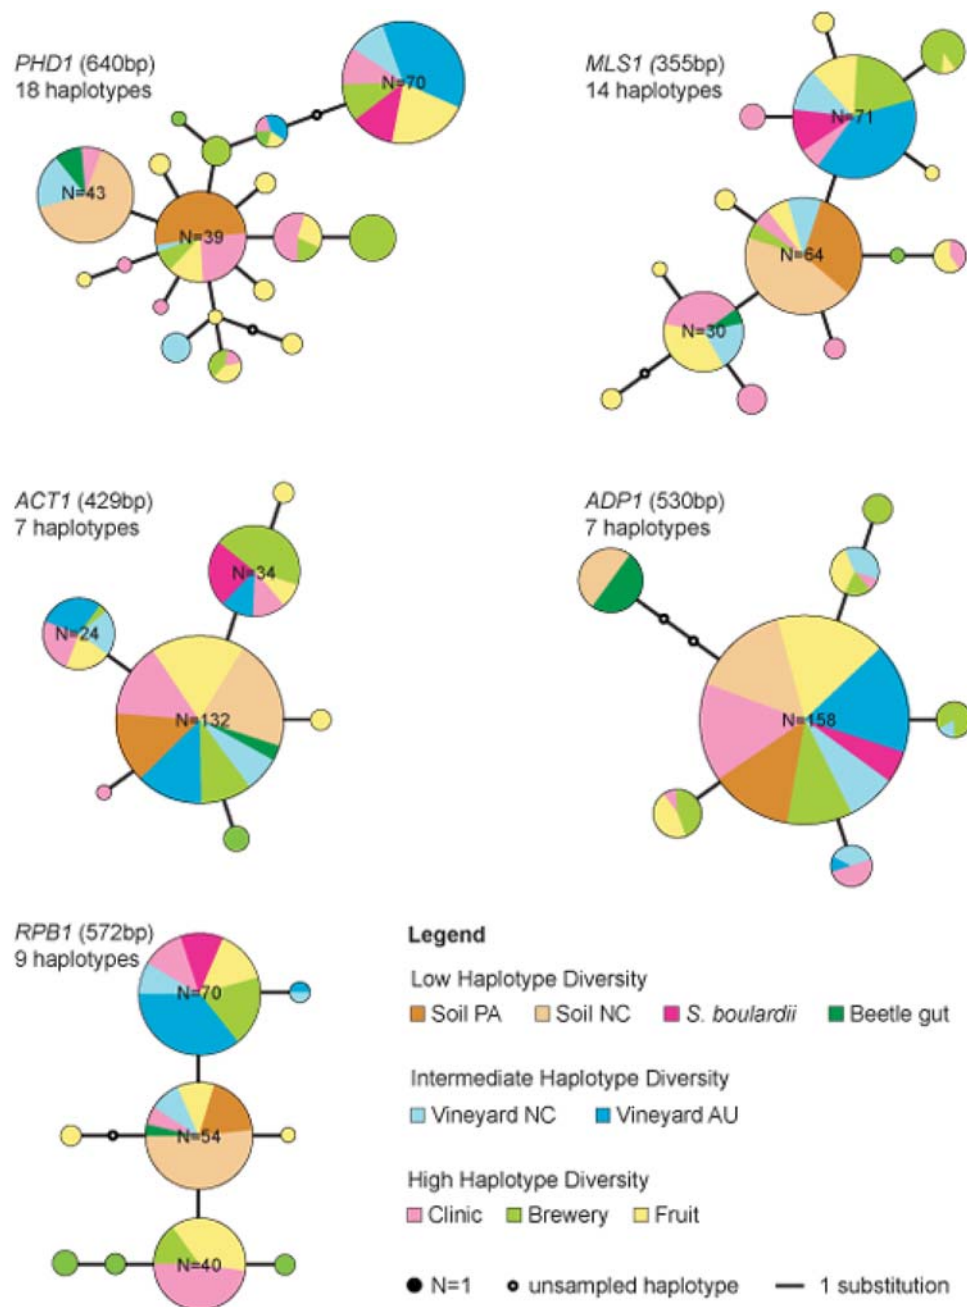 PHD1 (640bp)
18 haplotypes
N=70
N=43
N=39
MLS1 (355bp)
14 haplotypes
N=71
N=64
N=30
ACT1 (429bp)
7 haplotypes
N=34
N=24
N=132
ADP1 (530bp)
7 haplotypes
N=158
RPB1 (572bp)
9 haplotypes
N=70
N=54
N=40
Legend
Low Haplotype Diversity
Soil PA Soil NC S. boulardii Beetle gut
Intermediate Haplotype Diversity
Vineyard NC Vineyard AU
High Haplotype Diversity
Clinic Brewery Fruit
N=1 unsampled haplotype 1 substitution